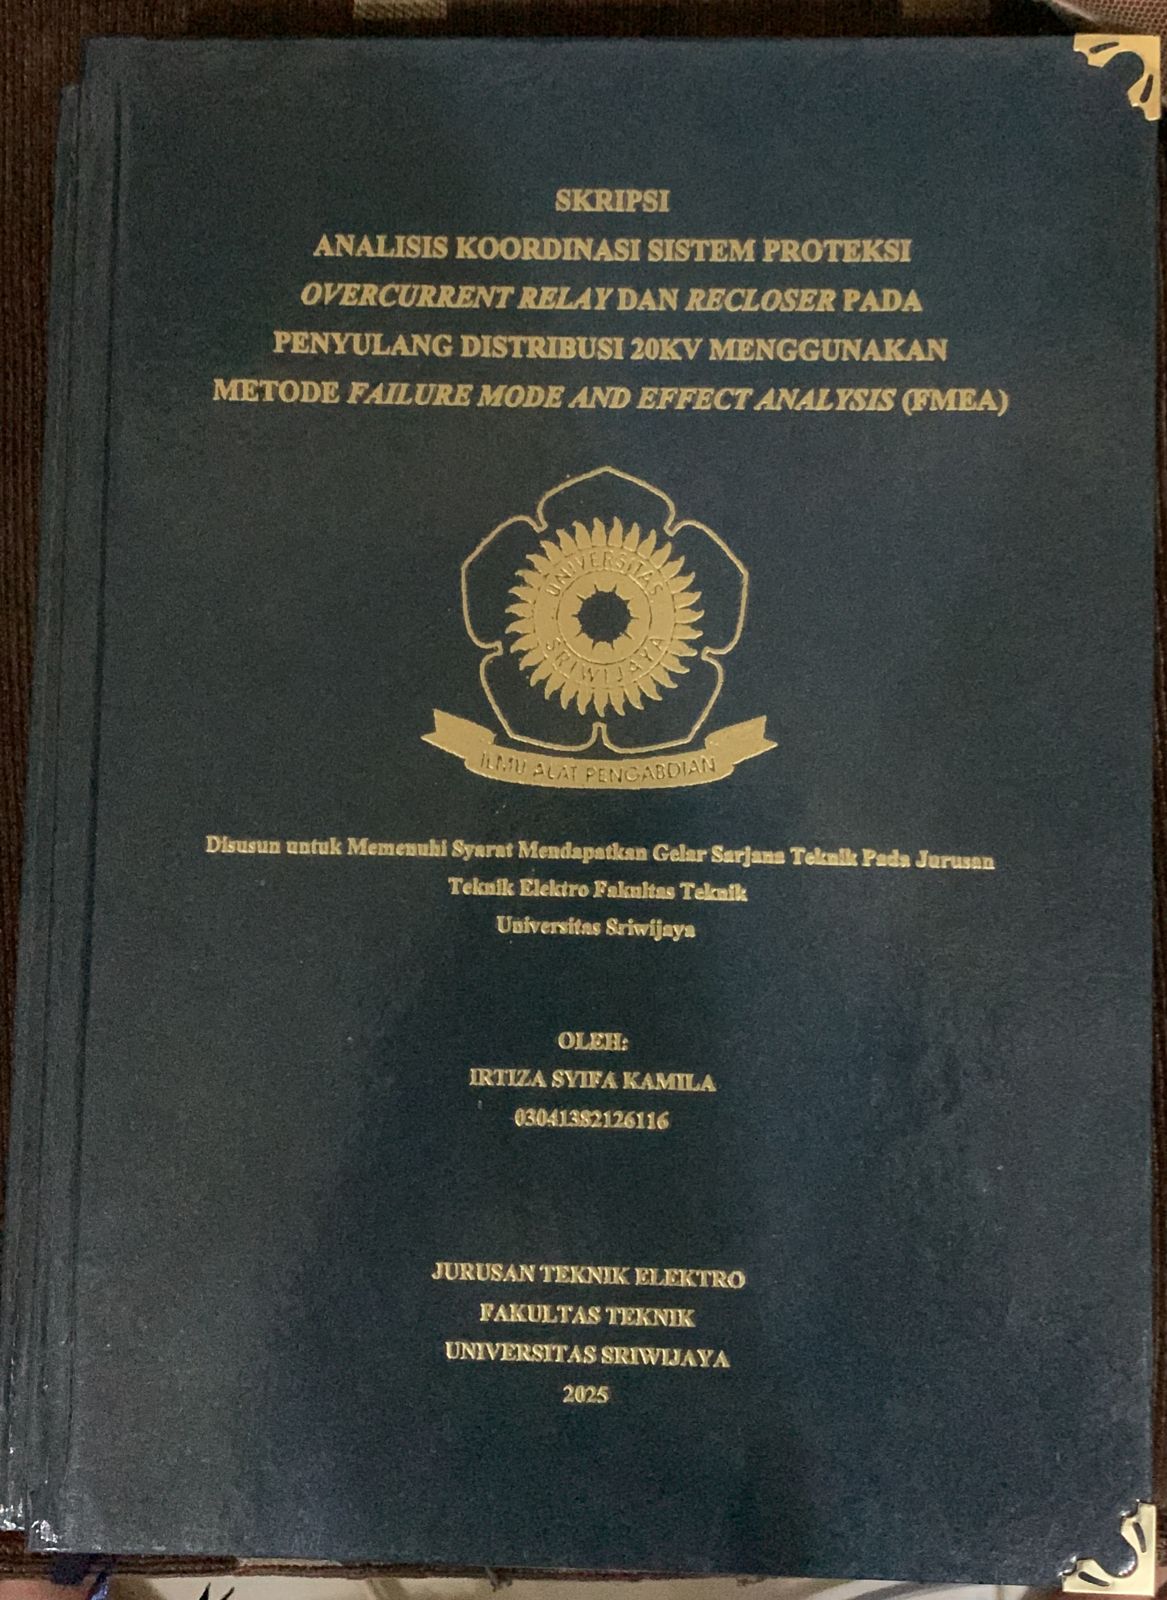 SKRIPSI
ANALISIS KOORDINASI SISTEM PROTEKSI
OVERCURRENT RELAY DAN RECLOSER PADA
PENYULANG DISTRIBUSI 20KV MENGGUNAKAN
METODE FAILURE MODE AND EFFECT ANALYSIS (FMEA)
UNIVERSITAS
SRIWIJAYA
ILMU ALAT PENGABDIAN
Disusun untuk Memenuhi Syarat Mendapatkan Gelar Sarjana Teknik Pada Jurusan
Teknik Elektro Fakultas Teknik
Universitas Sriwijaya
OLEH:
IRTIZA SYIFA KAMILA
03041382126116
JURUSAN TEKNIK ELEKTRO
FAKULTAS TEKNIK
UNIVERSITAS SRIWIJAYA
2025